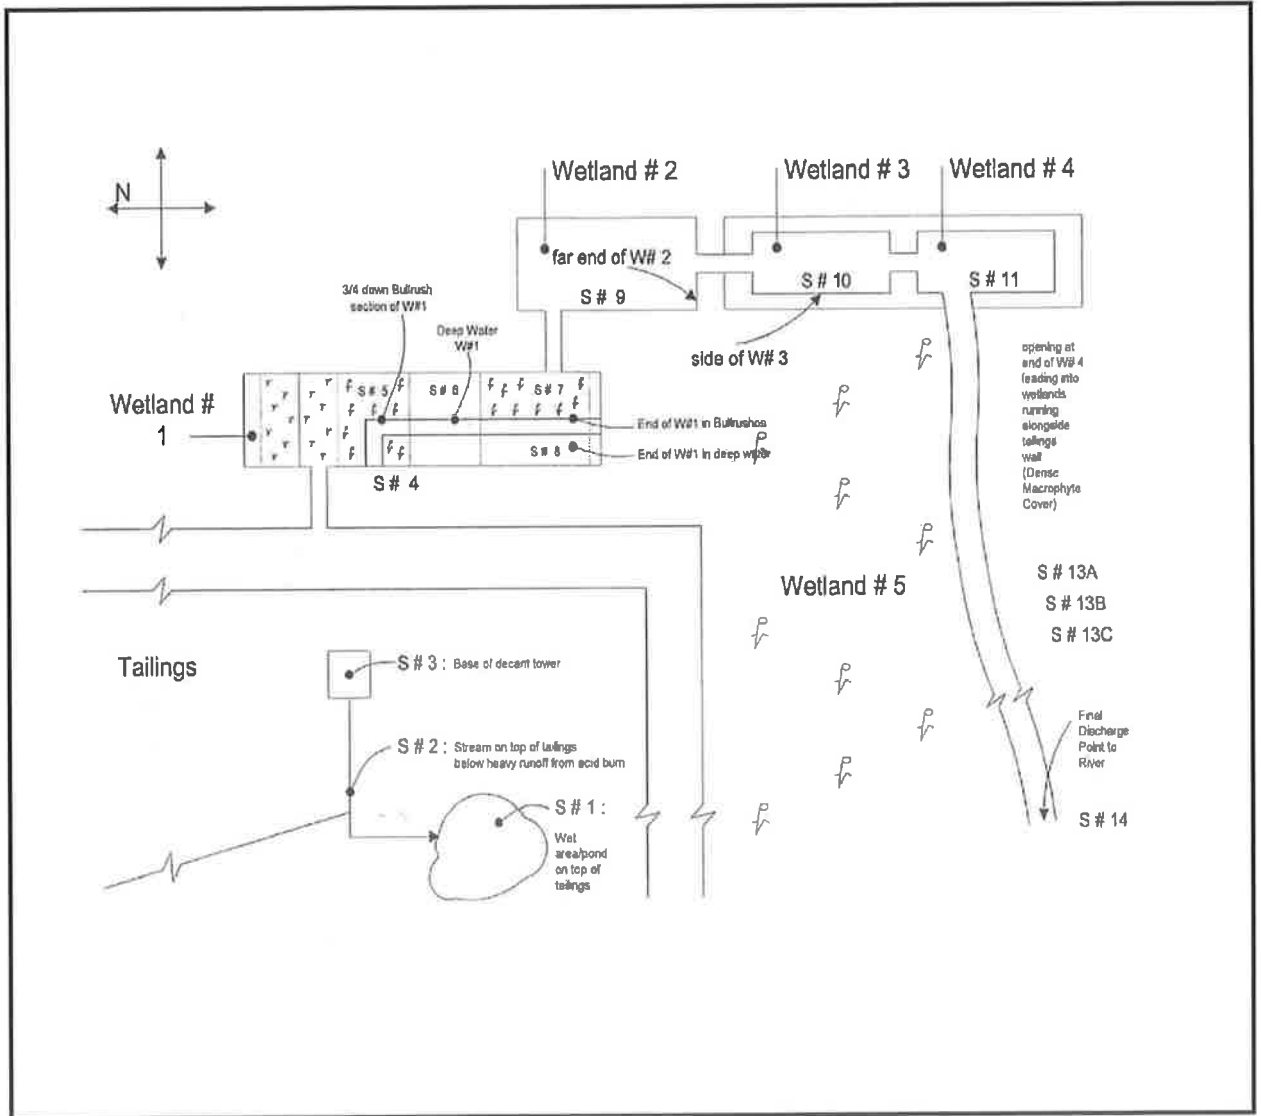 N
Wetland # 2
Wetland # 3
Wetland # 4
far end of W# 2
S # 9
S # 10
S # 11
3/4 down Bullrush
section of W#1
Deep Water
W#1
side of W# 3
opening at
end of W# 4
leading into
wetlands
running
alongside
tailings
wall
(Dense
Macrophyte
Cover)
Wetland #
1
S # 5
S # 6
S # 7
End of W#1 in Bullrushes
S # 8
End of W#1 in deep water
S # 4
Wetland # 5
S # 13A
S # 13B
S # 13C
Tailings
S # 3 : Base of decant tower
S # 2 : Stream on top of tailings
below heavy runoff from acid burn
Final
Discharge
Point to
River
S # 1 :
Wet
area/pond
on top of
tailings
S # 14